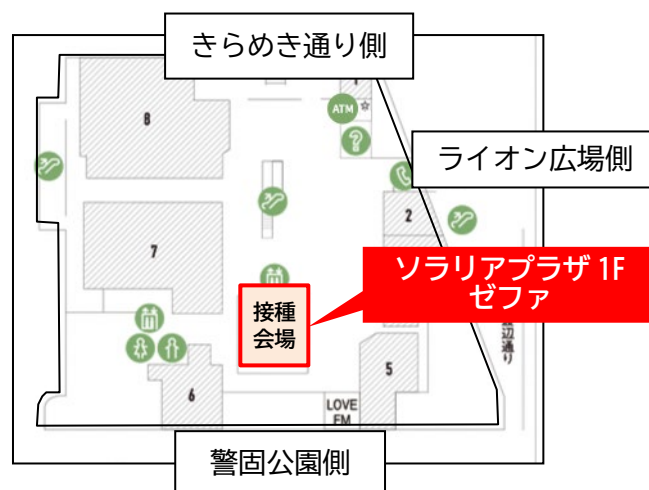 きらめき通り側
8
ATM
?
ライオン広場側
2
7
ソラリアプラザ 1F
ゼファ
接種
会場
辺通り
5
6
LOVE
FM
警固公園側